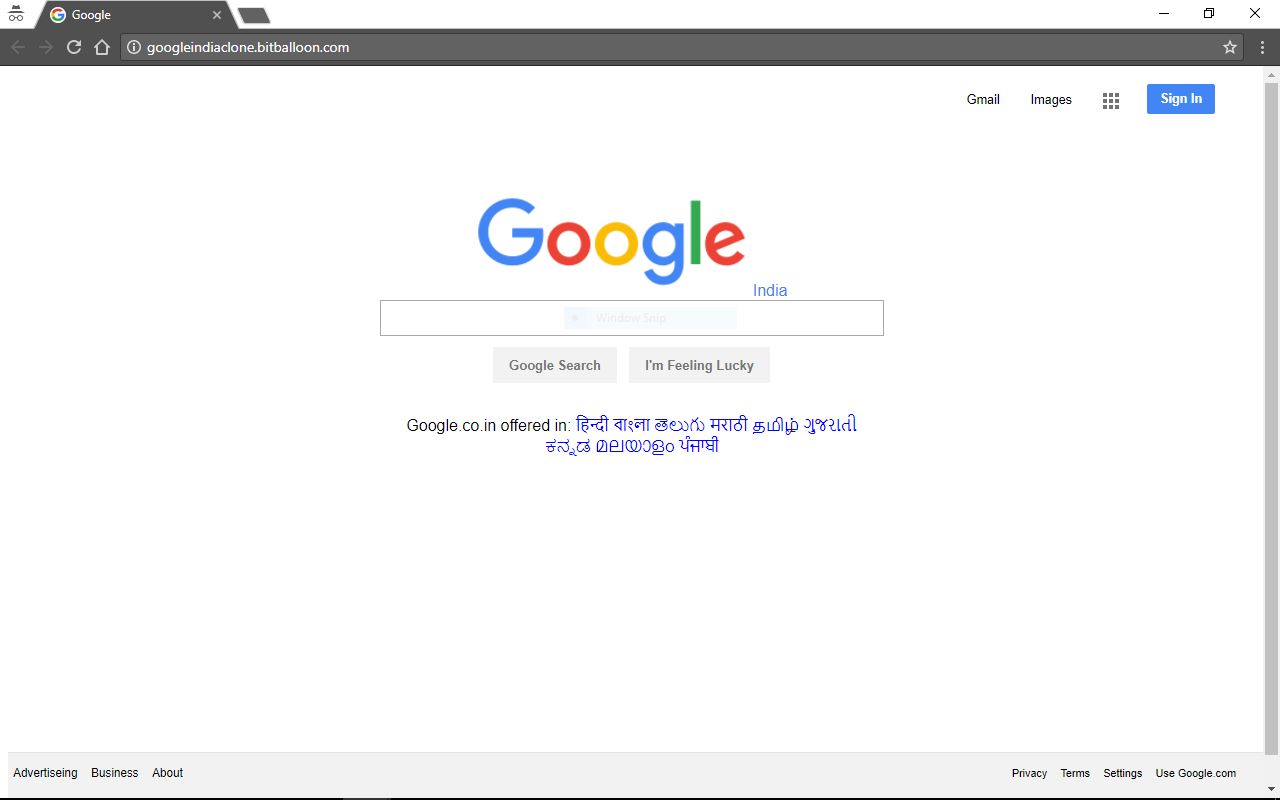 Google
googleindiaclone.bitballoon.com
Gmail Images Sign In
Google
India
Window Snip
Google Search I'm Feeling Lucky
Google.co.in offered in: हिन्दी বাংলা తెలుగు मराठी தமிழ் ગુજરાતી
ಕನ್ನಡ മലയാളം ਪੰਜਾਬੀ
Advertiseing Business About Privacy Terms Settings Use Google.com